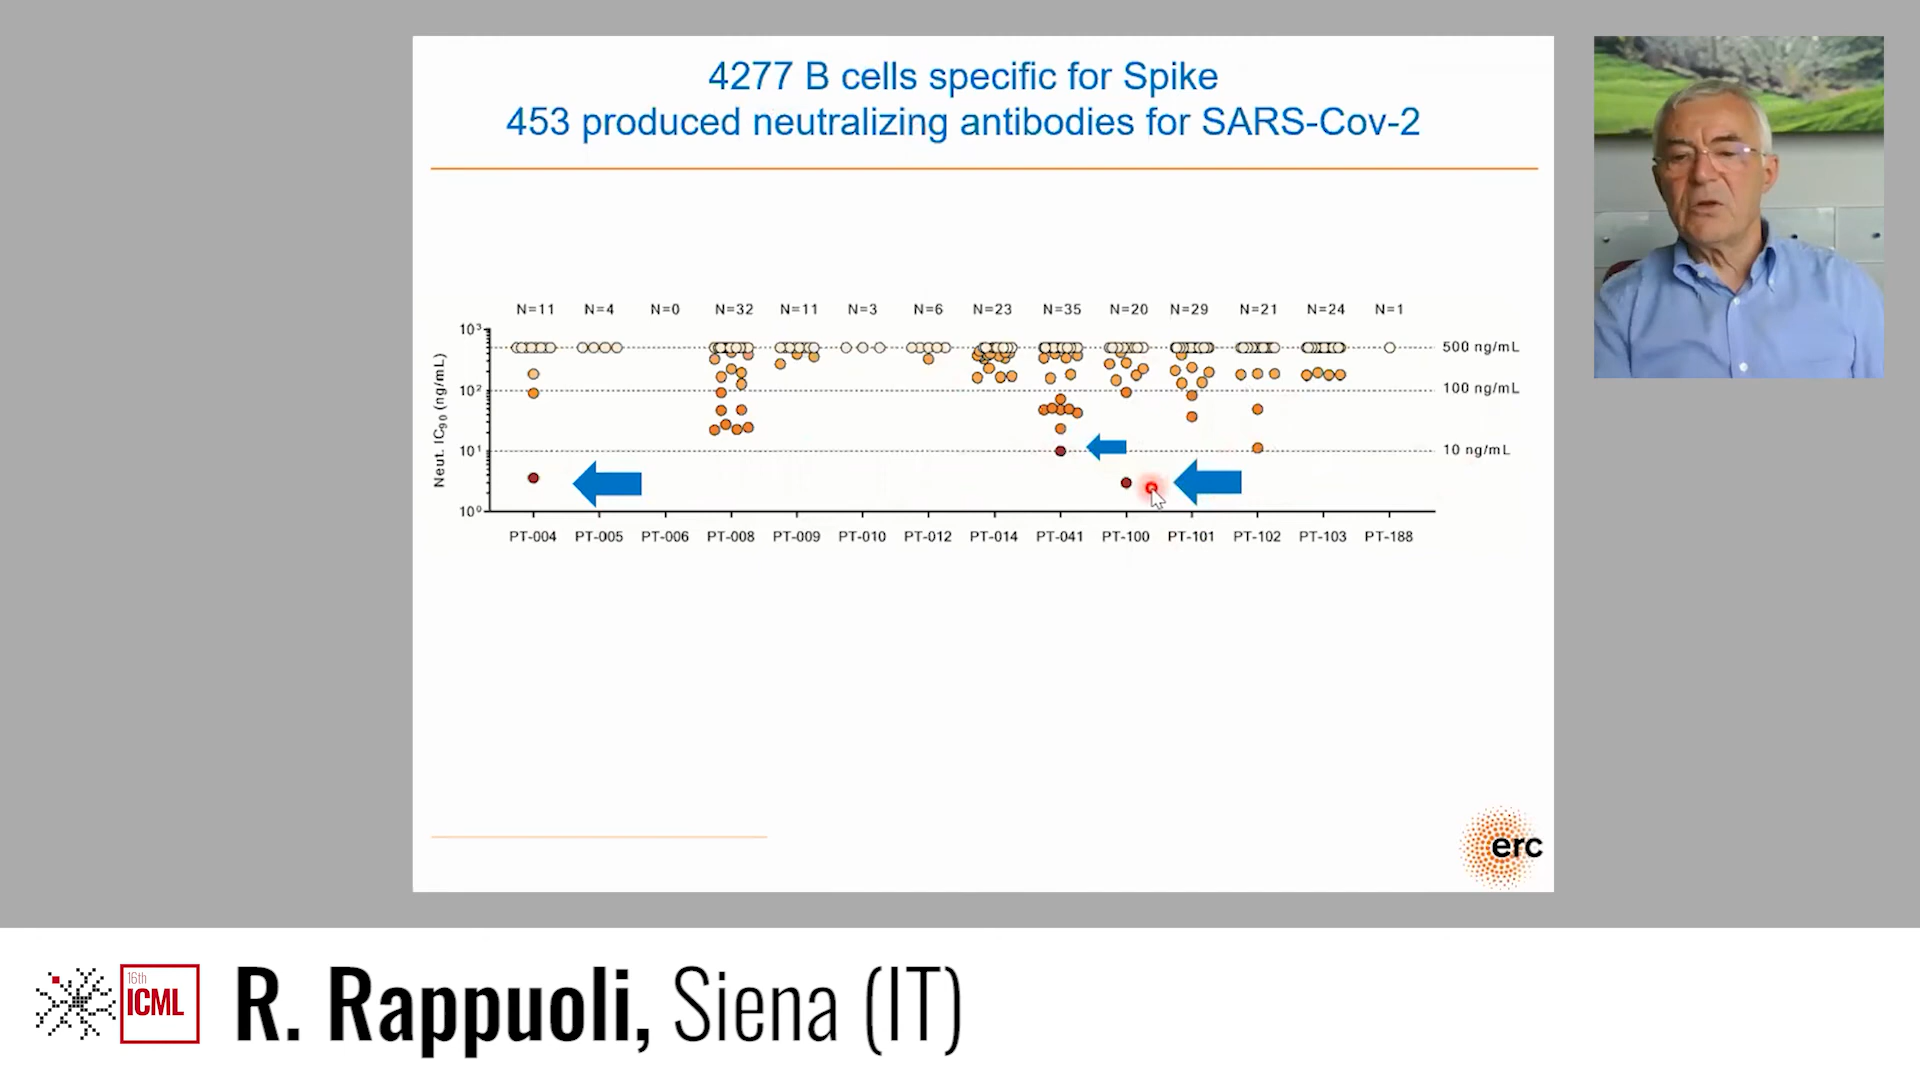 4277 B cells specific for Spike
453 produced neutralizing antibodies for SARS-Cov-2
N=11 N=4 N=0 N=32 N=11 N=3 N=6 N=23 N=35 N=20 N=29 N=21 N=24 N=1
Neut. IC90 (ng/mL)
10³
10²
10¹
10⁰
500 ng/mL
100 ng/mL
10 ng/mL
PT-004 PT-005 PT-006 PT-008 PT-009 PT-010 PT-012 PT-014 PT-041 PT-100 PT-101 PT-102 PT-103 PT-188
erc
16th
ICML
R. Rappuoli, Siena (IT)